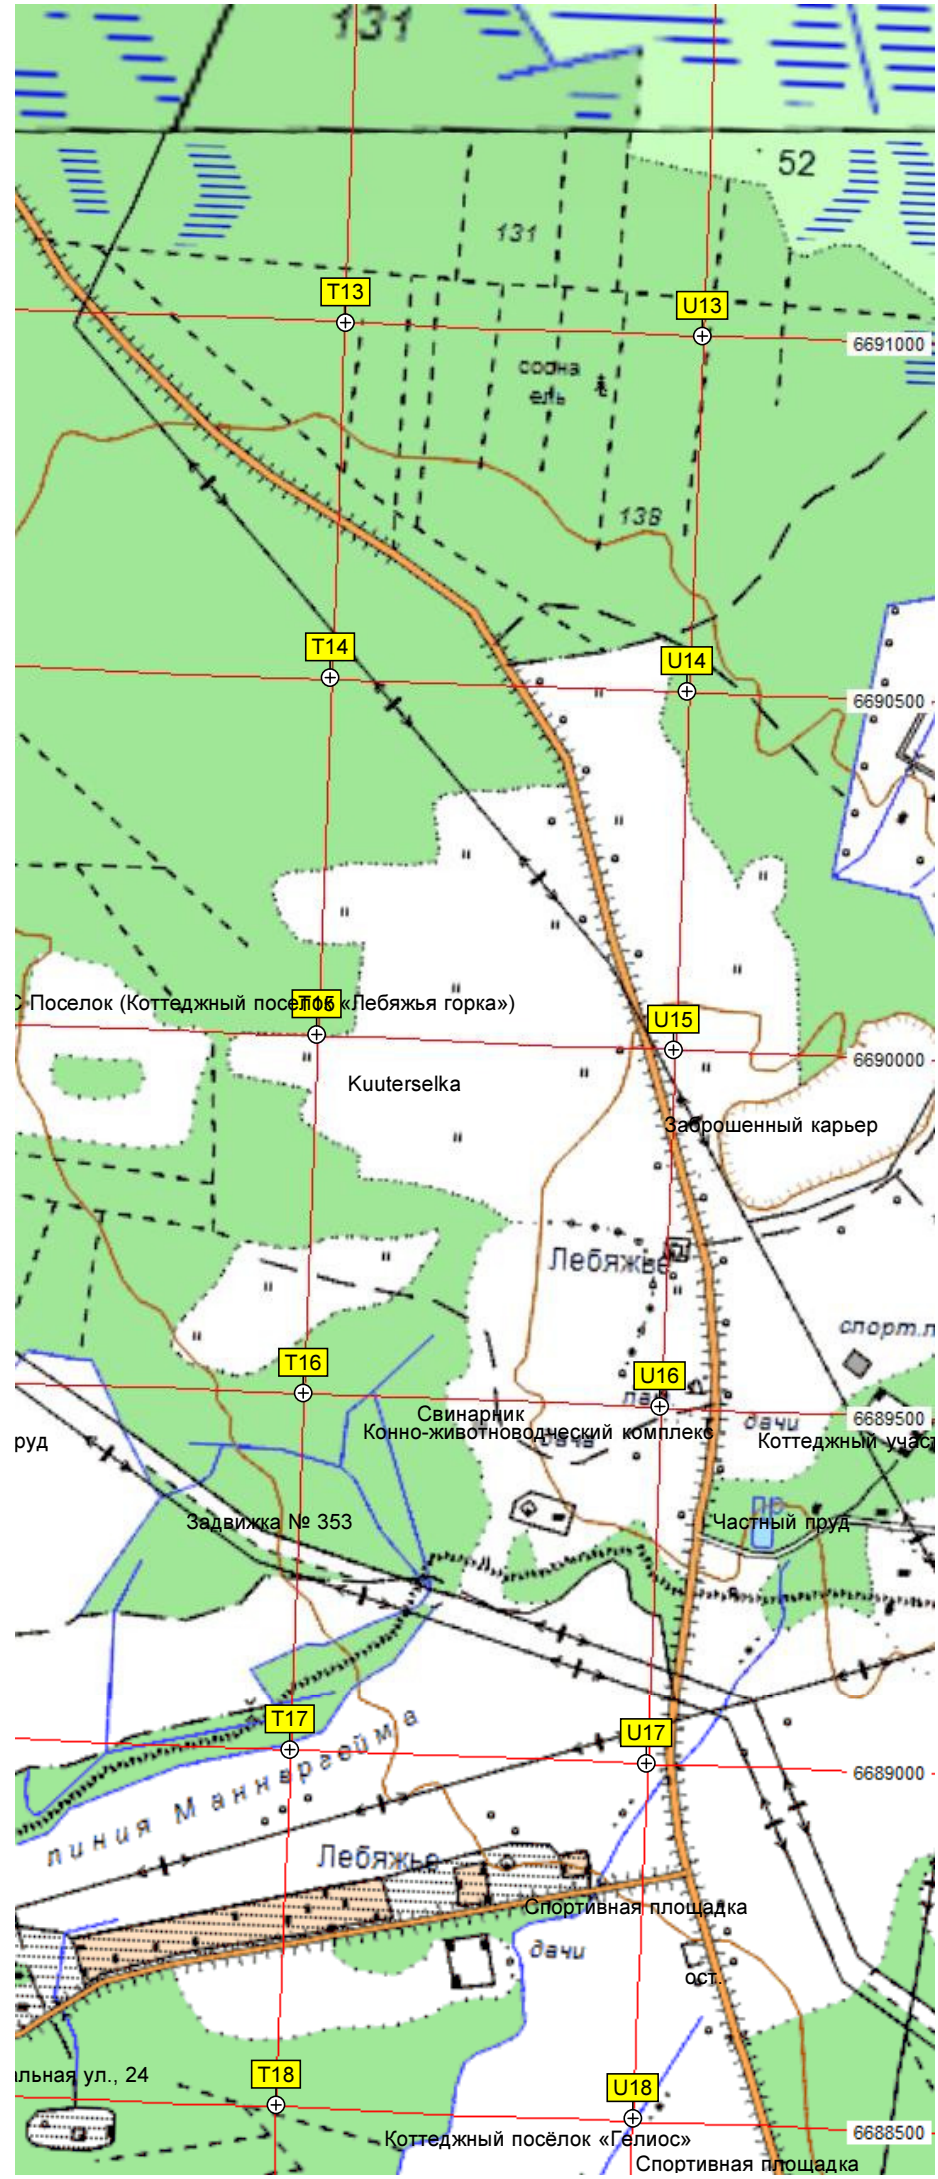 131
52
131
T13
U13
6691000
сосна
ель
138
T14
U14
6690500
С Поселок (Коттеджный посёлок «Лебяжья горка»)
T15
U15
6690000
Kuuterselka
Заброшенный карьер
Лебяжье
спорт.п
T16
U16
6689500
Свинарник
дачи
Конно-животноводческий комплекс
Коттеджный участ
руд
пр
Задвижка № 353
Частный пруд
T17
U17
6689000
линия Маннергейма
Лебяжье
Спортивная площадка
дачи
ост.
альная ул., 24
T18
U18
6688500
Коттеджный посёлок «Гелиос»
Спортивная площадка